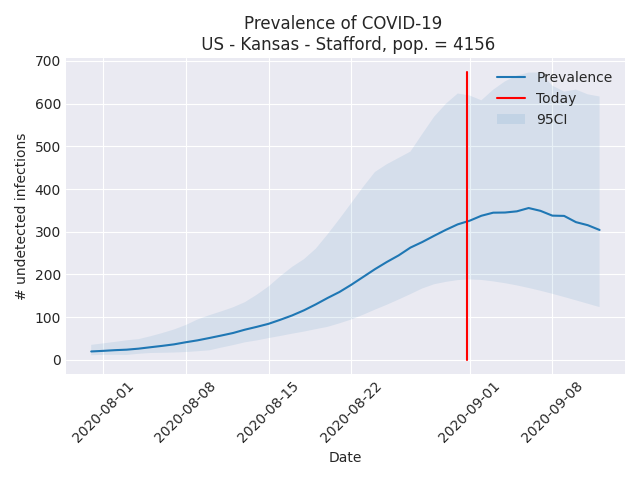 Prevalence of COVID-19
US - Kansas - Stafford, pop. = 4156
700
600
500
400
300
200
100
0
# undetected infections
Prevalence
Today
95CI
2020-08-01
2020-08-08
2020-08-15
2020-08-22
2020-09-01
2020-09-08
Date